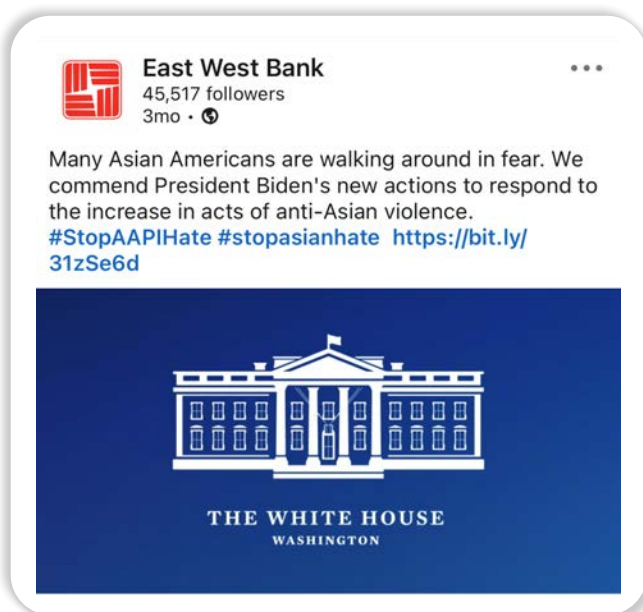 East West Bank
45,517 followers
3mo •
Many Asian Americans are walking around in fear. We
commend President Biden's new actions to respond to
the increase in acts of anti-Asian violence.
#StopAAPIHate #stopasianhate https://bit.ly/
31zSe6d
THE WHITE HOUSE
WASHINGTON